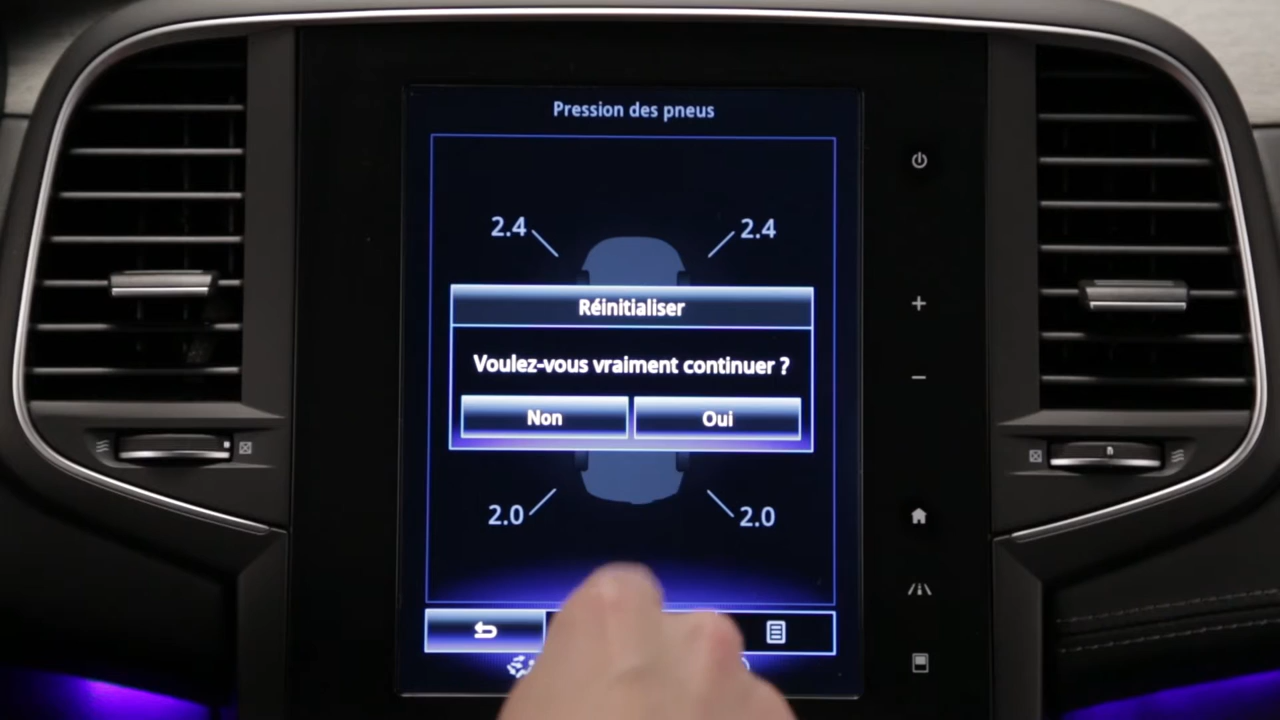 Pression des pneus
2.4
2.4
Réinitialiser
Voulez-vous vraiment continuer ?
Non
Oui
2.0
2.0
+
−